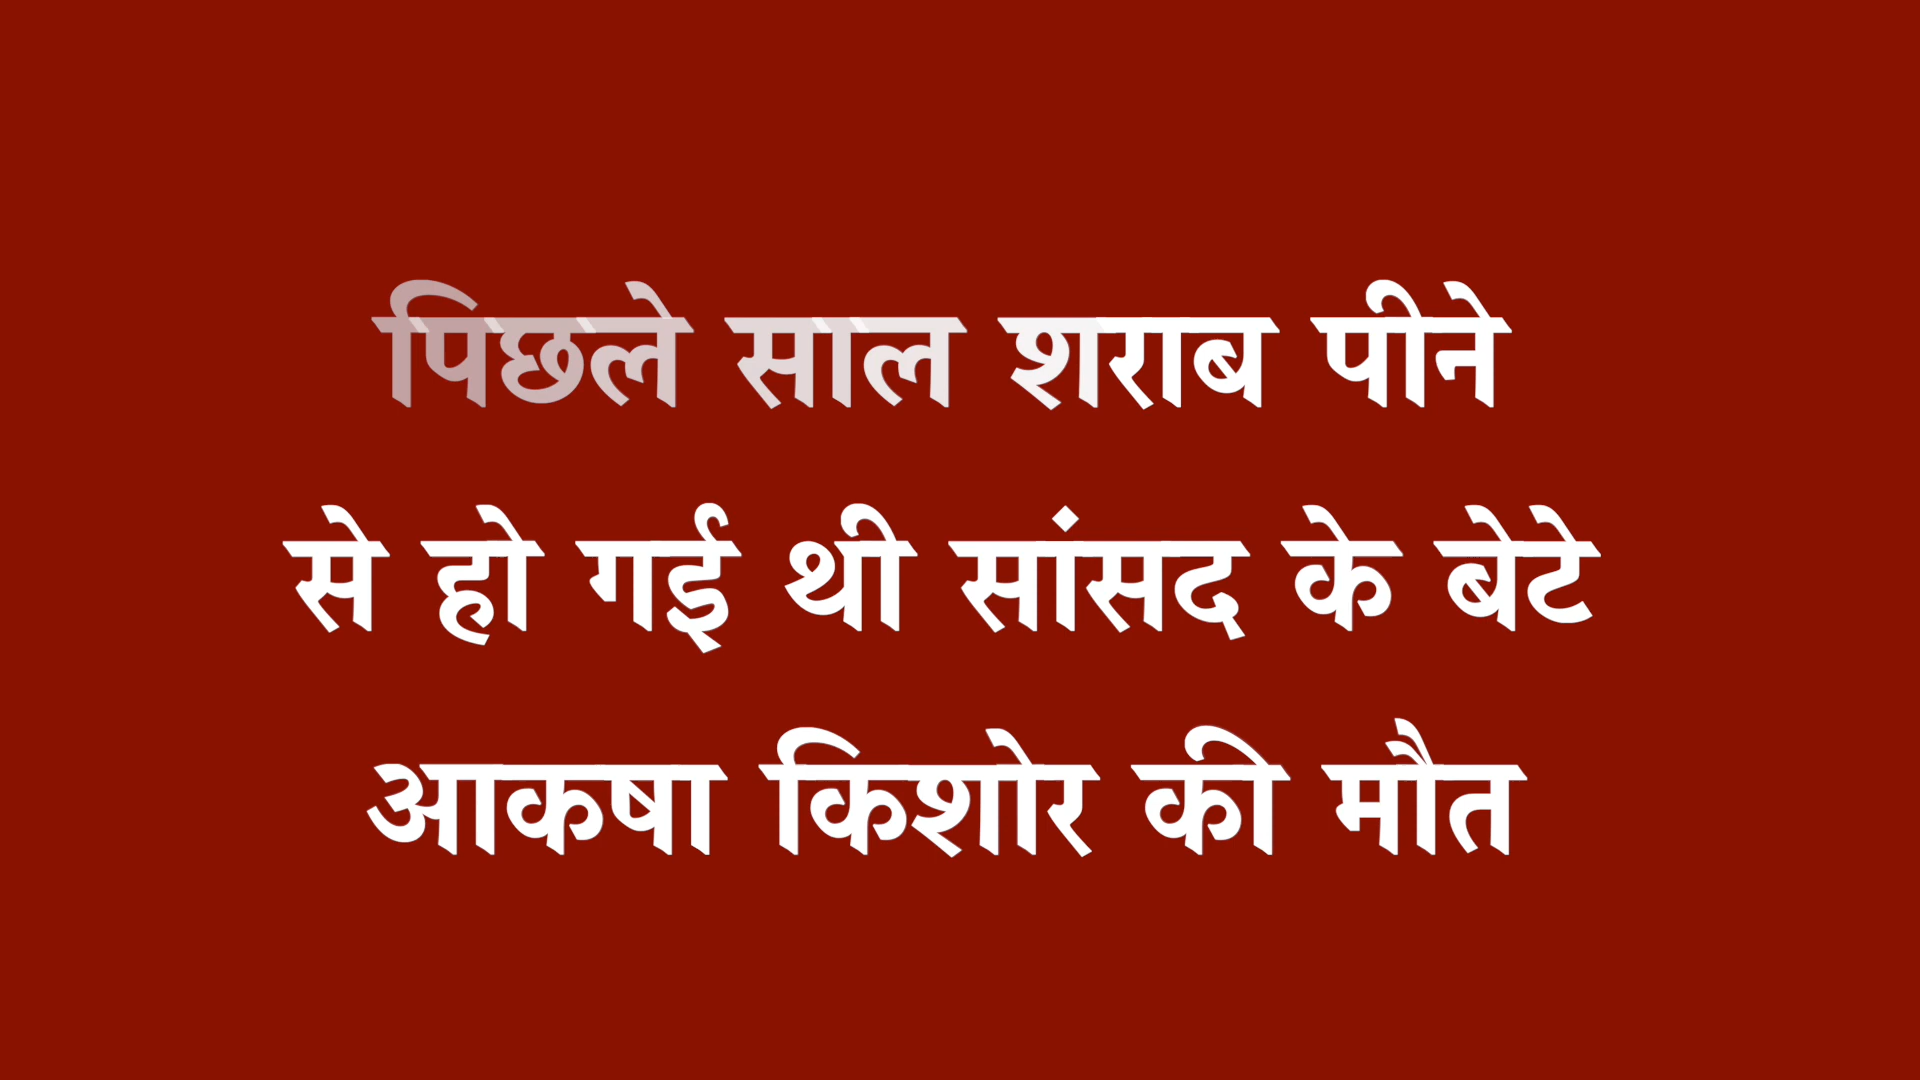 पिछले साल शराब पीने
से हो गई थी सांसद के बेटे
आकषा किशोर की मौत